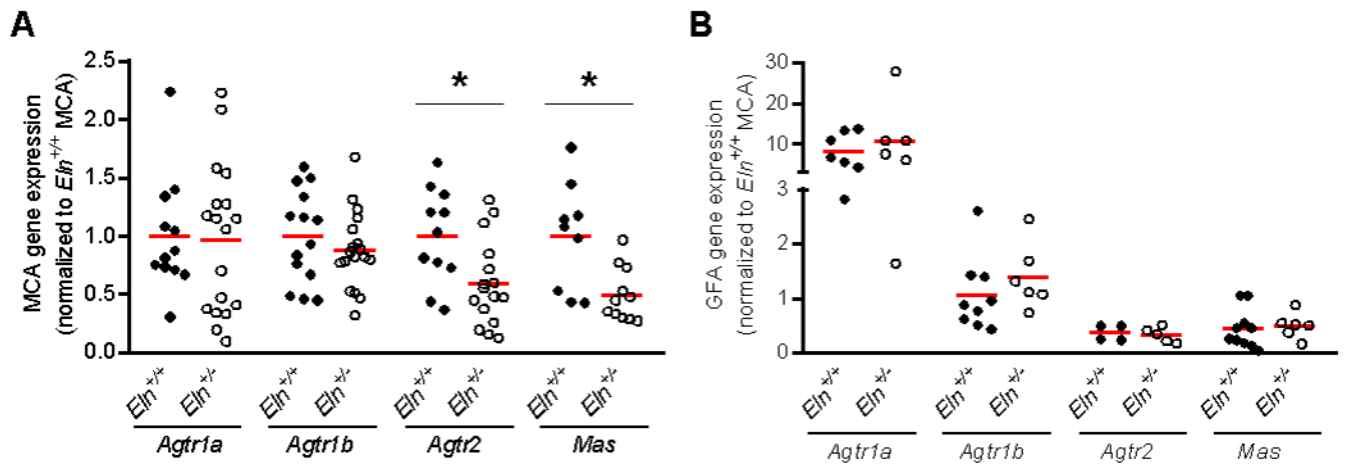 A
MCA gene expression
(normalized to Eln+/+ MCA)
2.5
2.0
1.5
1.0
0.5
0.0
* *
Eln+/+ Eln+/- Eln+/+ Eln+/- Eln+/+ Eln+/- Eln+/+ Eln+/-
Agtr1a Agtr1b Agtr2 Mas
B
GFA gene expression
(normalized to Eln+/+ MCA)
30
20
10
3
2
1
0
Eln+/+ Eln+/- Eln+/+ Eln+/- Eln+/+ Eln+/- Eln+/+ Eln+/-
Agtr1a Agtr1b Agtr2 Mas